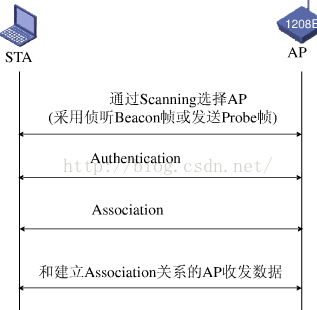 1208E
STA
AP
通过Scanning选择AP
(采用侦听Beacon帧或发送Probe帧)
http://blog.csdn.net/
Authentication
Association
和建立Association关系的AP收发数据